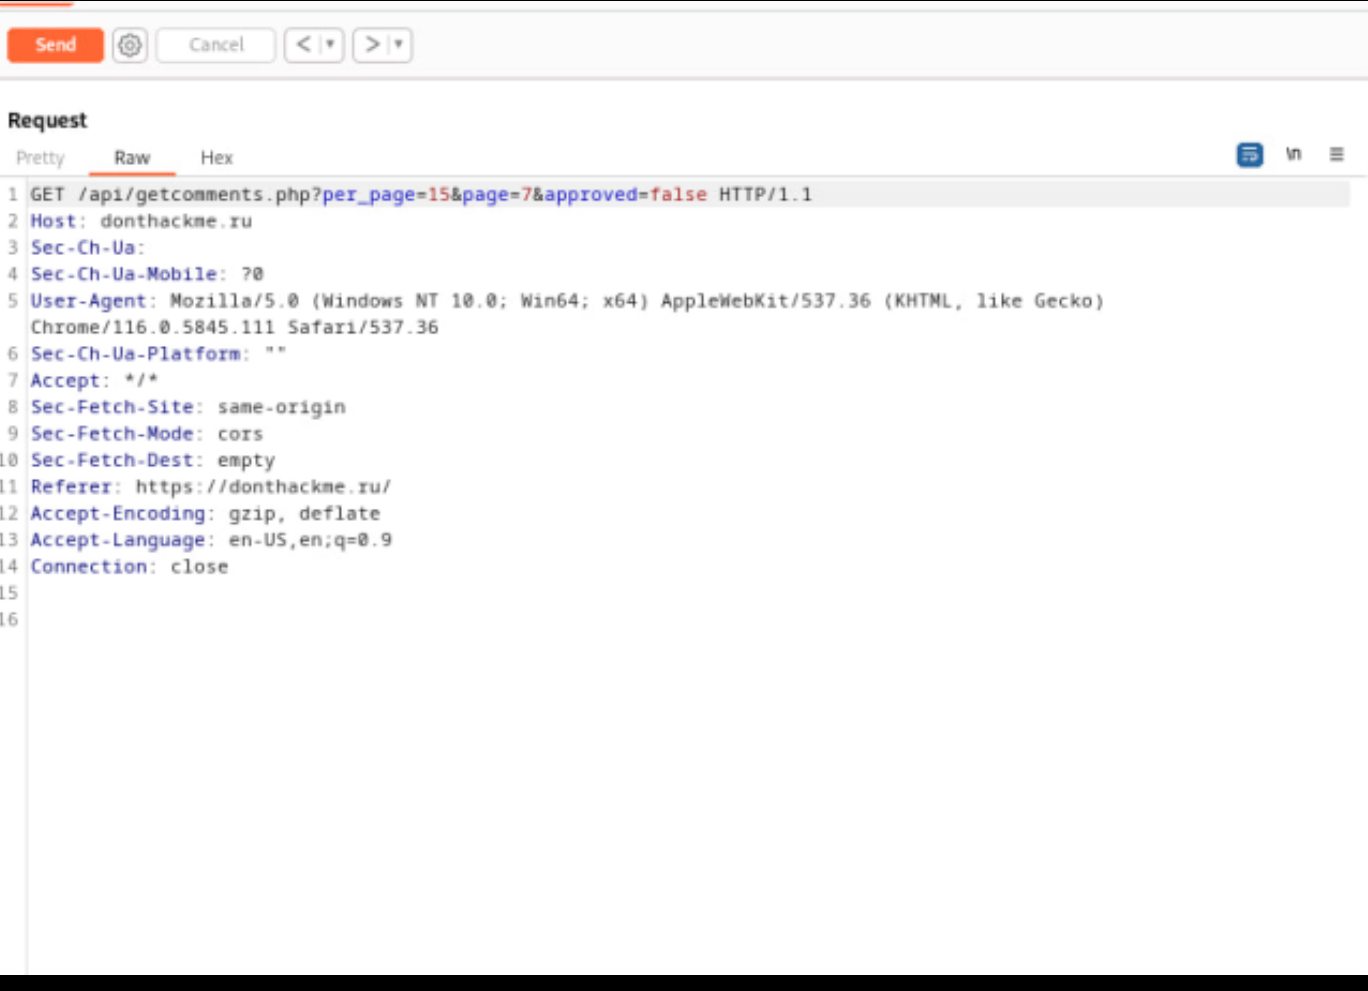 Send Cancel < | ▼ > | ▼
Request
Pretty Raw Hex \n ≡
1 GET /api/getcomments.php?per_page=15&page=7&approved=false HTTP/1.1
2 Host: donthackme.ru
3 Sec-Ch-Ua:
4 Sec-Ch-Ua-Mobile: ?0
5 User-Agent: Mozilla/5.0 (Windows NT 10.0; Win64; x64) AppleWebKit/537.36 (KHTML, like Gecko)
Chrome/116.0.5845.111 Safari/537.36
6 Sec-Ch-Ua-Platform: ""
7 Accept: */*
8 Sec-Fetch-Site: same-origin
9 Sec-Fetch-Mode: cors
10 Sec-Fetch-Dest: empty
11 Referer: https://donthackme.ru/
12 Accept-Encoding: gzip, deflate
13 Accept-Language: en-US,en;q=0.9
14 Connection: close
15
16